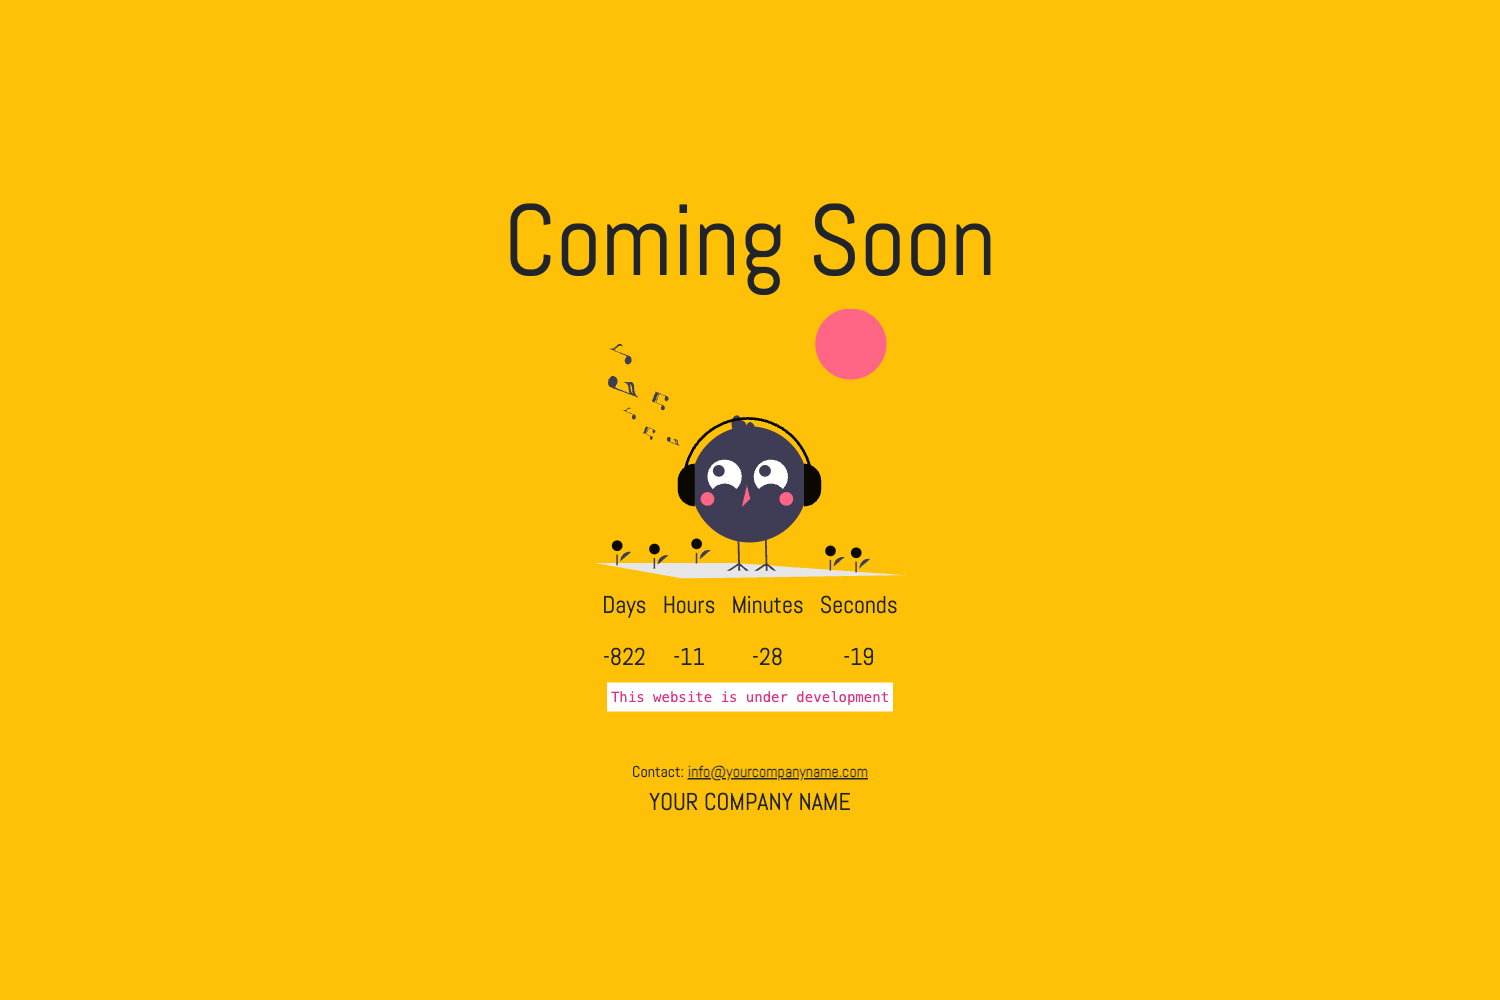 Coming Soon
Days Hours Minutes Seconds
-822 -11 -28 -19
This website is under development
Contact: info@yourcompanyname.com
YOUR COMPANY NAME